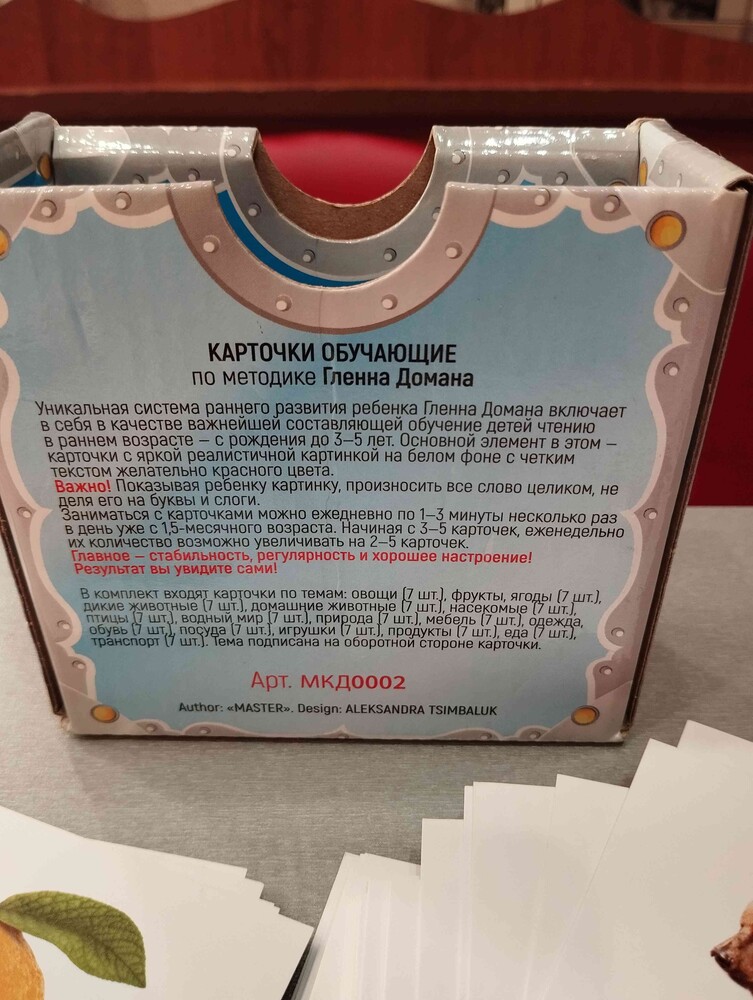 КАРТОЧКИ ОБУЧАЮЩИЕ
по методике Гленна Домана
Уникальная система раннего развития ребенка Гленна Домана включает
в себя в качестве важнейшей составляющей обучение детей чтению
в раннем возрасте – с рождения до 3–5 лет. Основной элемент в этом –
карточки с яркой реалистичной картинкой на белом фоне с четким
текстом желательно красного цвета.
Важно! Показывая ребенку картинку, произносить все слово целиком, не
деля его на буквы и слоги.
Заниматься с карточками можно ежедневно по 1–3 минуты несколько раз
в день уже с 1,5-месячного возраста. Начиная с 3–5 карточек, еженедельно
их количество возможно увеличивать на 2–5 карточек.
Главное – стабильность, регулярность и хорошее настроение!
Результат вы увидите сами!
В комплект входят карточки по темам: овощи (7 шт.), фрукты, ягоды (7 шт.),
дикие животные (7 шт.), домашние животные (7 шт.), насекомые (7 шт.),
птицы (7 шт.), водный мир (7 шт.), природа (7 шт.), мебель (7 шт.), одежда,
обувь (7 шт.), посуда (7 шт.), игрушки (7 шт.), продукты (7 шт.), еда (7 шт.),
транспорт (7 шт.). Тема подписана на оборотной стороне карточки.
Арт. МКД0002
Author: «MASTER». Design: ALEKSANDRA TSIMBALUK